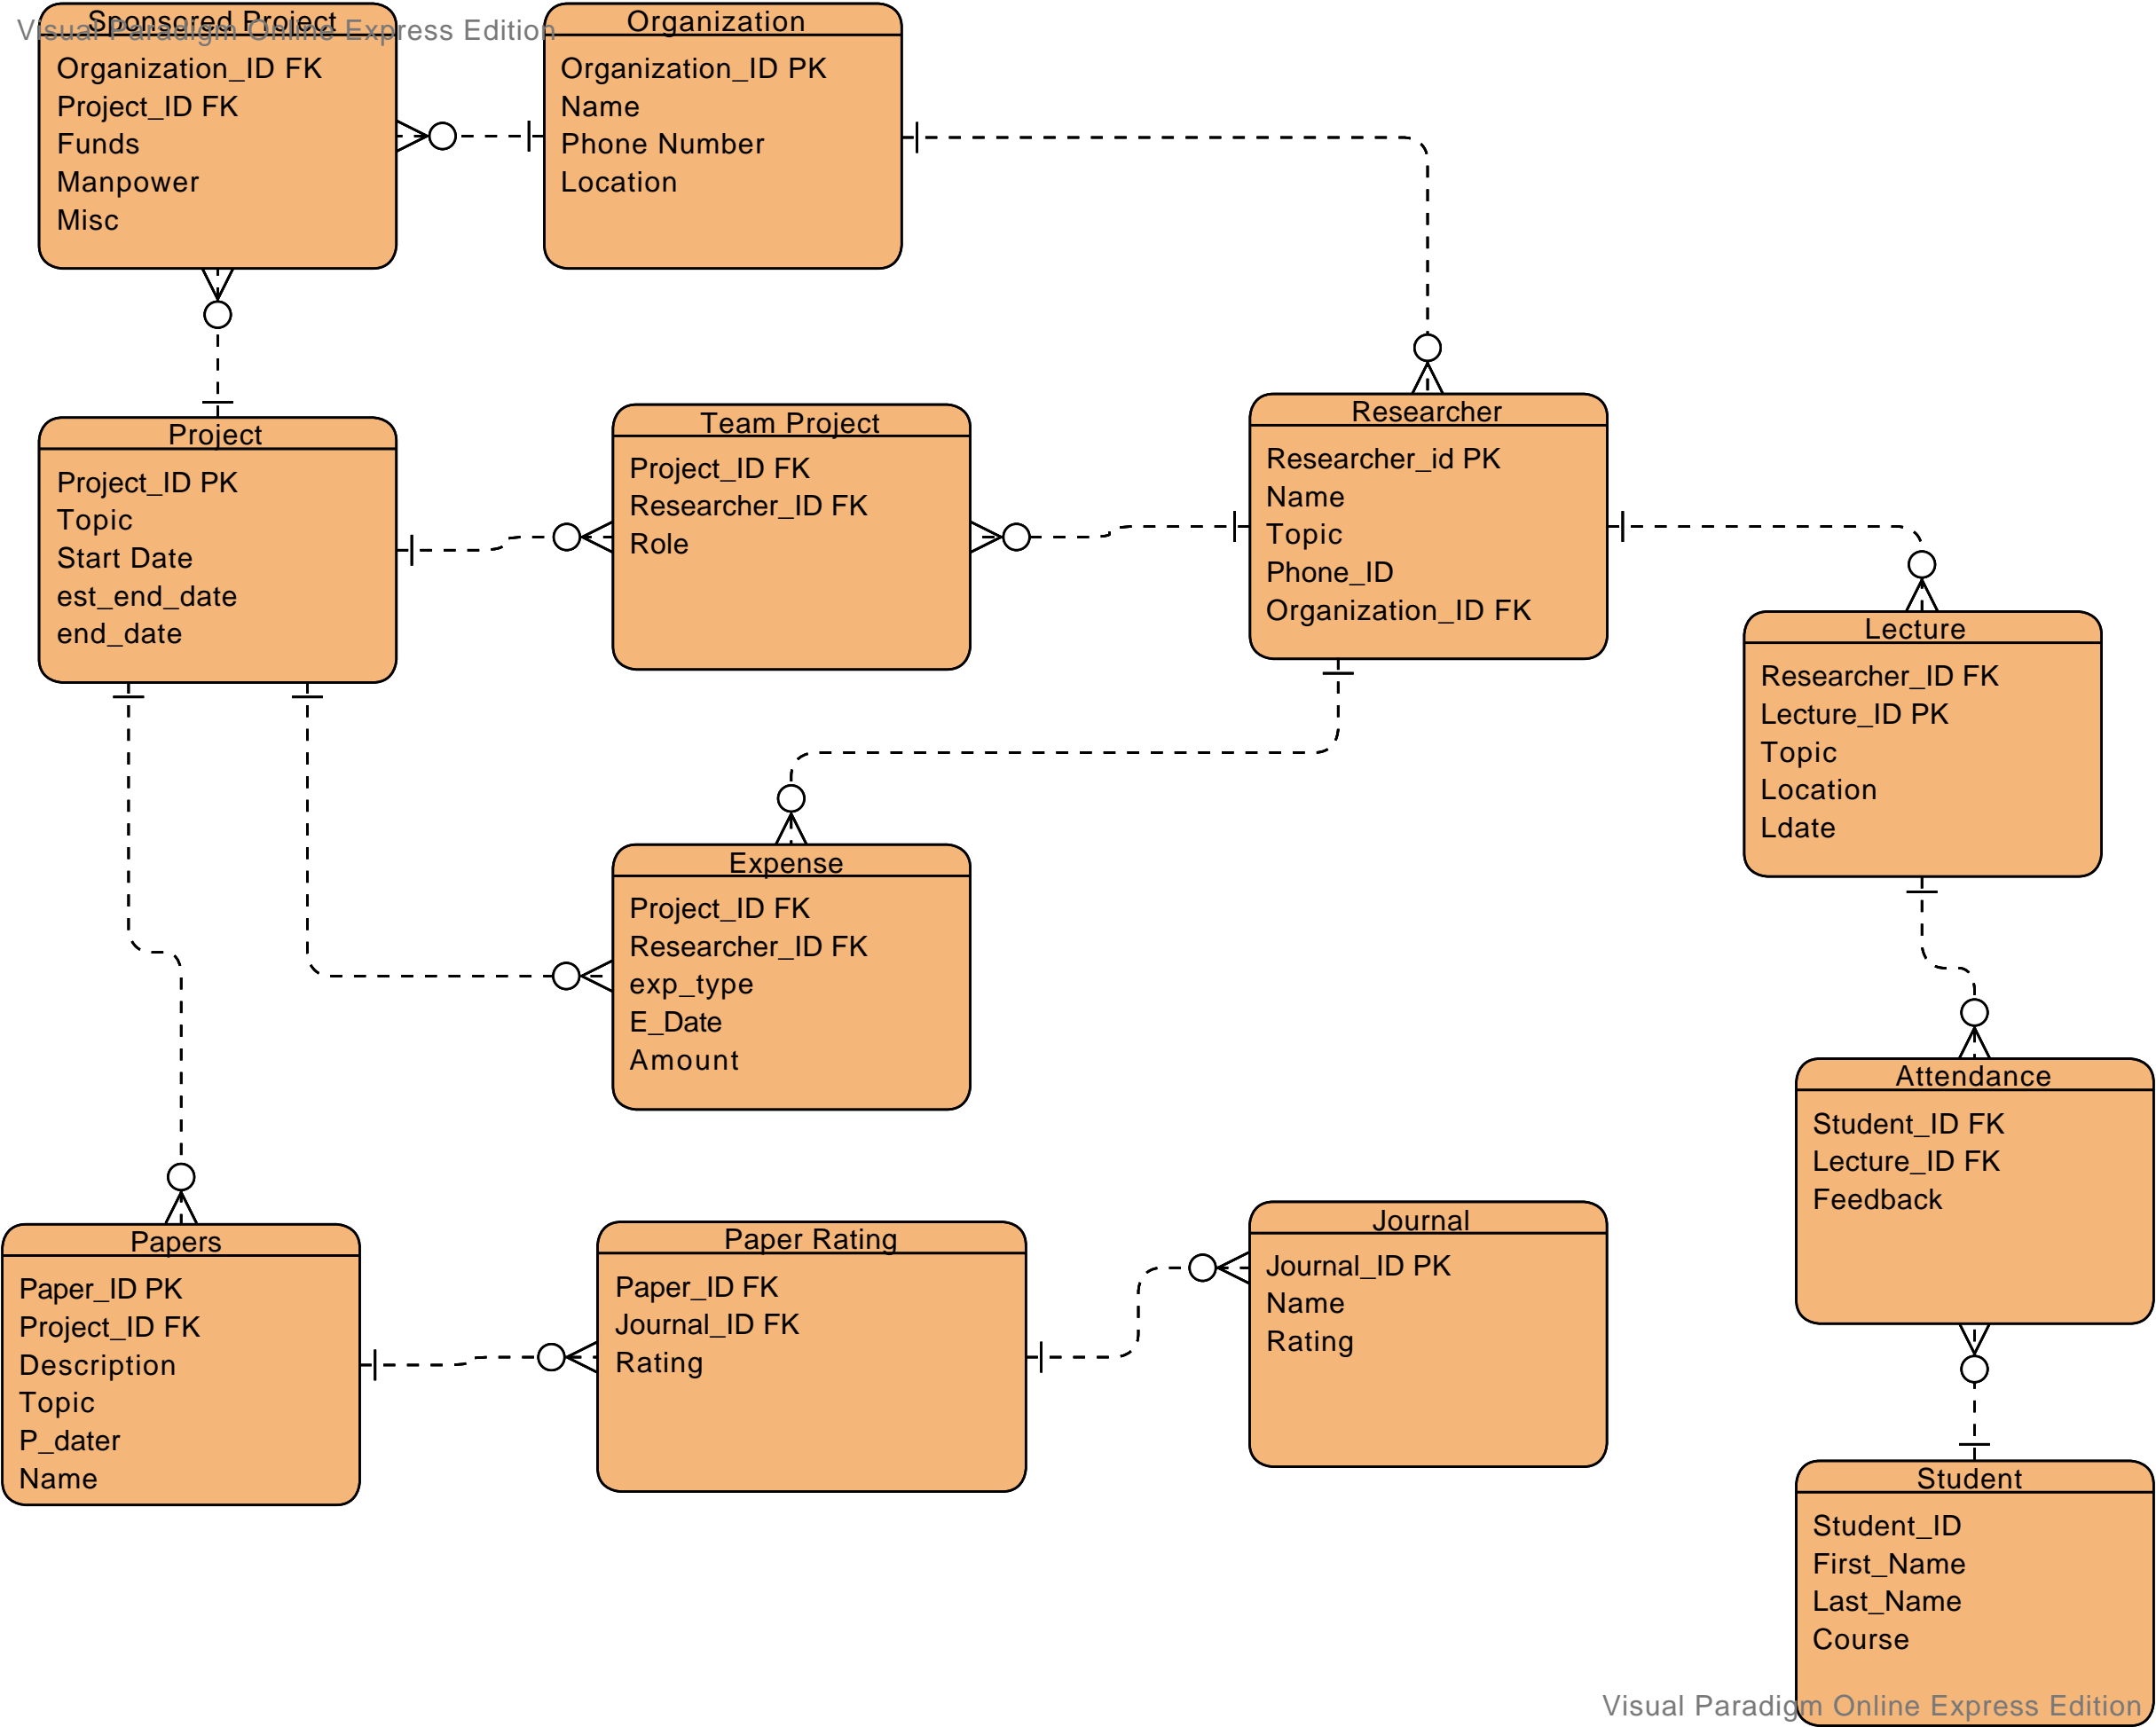 Visual Paradigm Online Express Edition
Sponsored Project
Organization_ID FK
Project_ID FK
Funds
Manpower
Misc
Organization
Organization_ID PK
Name
Phone Number
Location
Project
Project_ID PK
Topic
Start Date
est_end_date
end_date
Team Project
Project_ID FK
Researcher_ID FK
Role
Researcher
Researcher_id PK
Name
Topic
Phone_ID
Organization_ID FK
Lecture
Researcher_ID FK
Lecture_ID PK
Topic
Location
Ldate
Expense
Project_ID FK
Researcher_ID FK
exp_type
E_Date
Amount
Attendance
Student_ID FK
Lecture_ID FK
Feedback
Papers
Paper_ID PK
Project_ID FK
Description
Topic
P_dater
Name
Paper Rating
Paper_ID FK
Journal_ID FK
Rating
Journal
Journal_ID PK
Name
Rating
Student
Student_ID
First_Name
Last_Name
Course
Visual Paradigm Online Express Edition